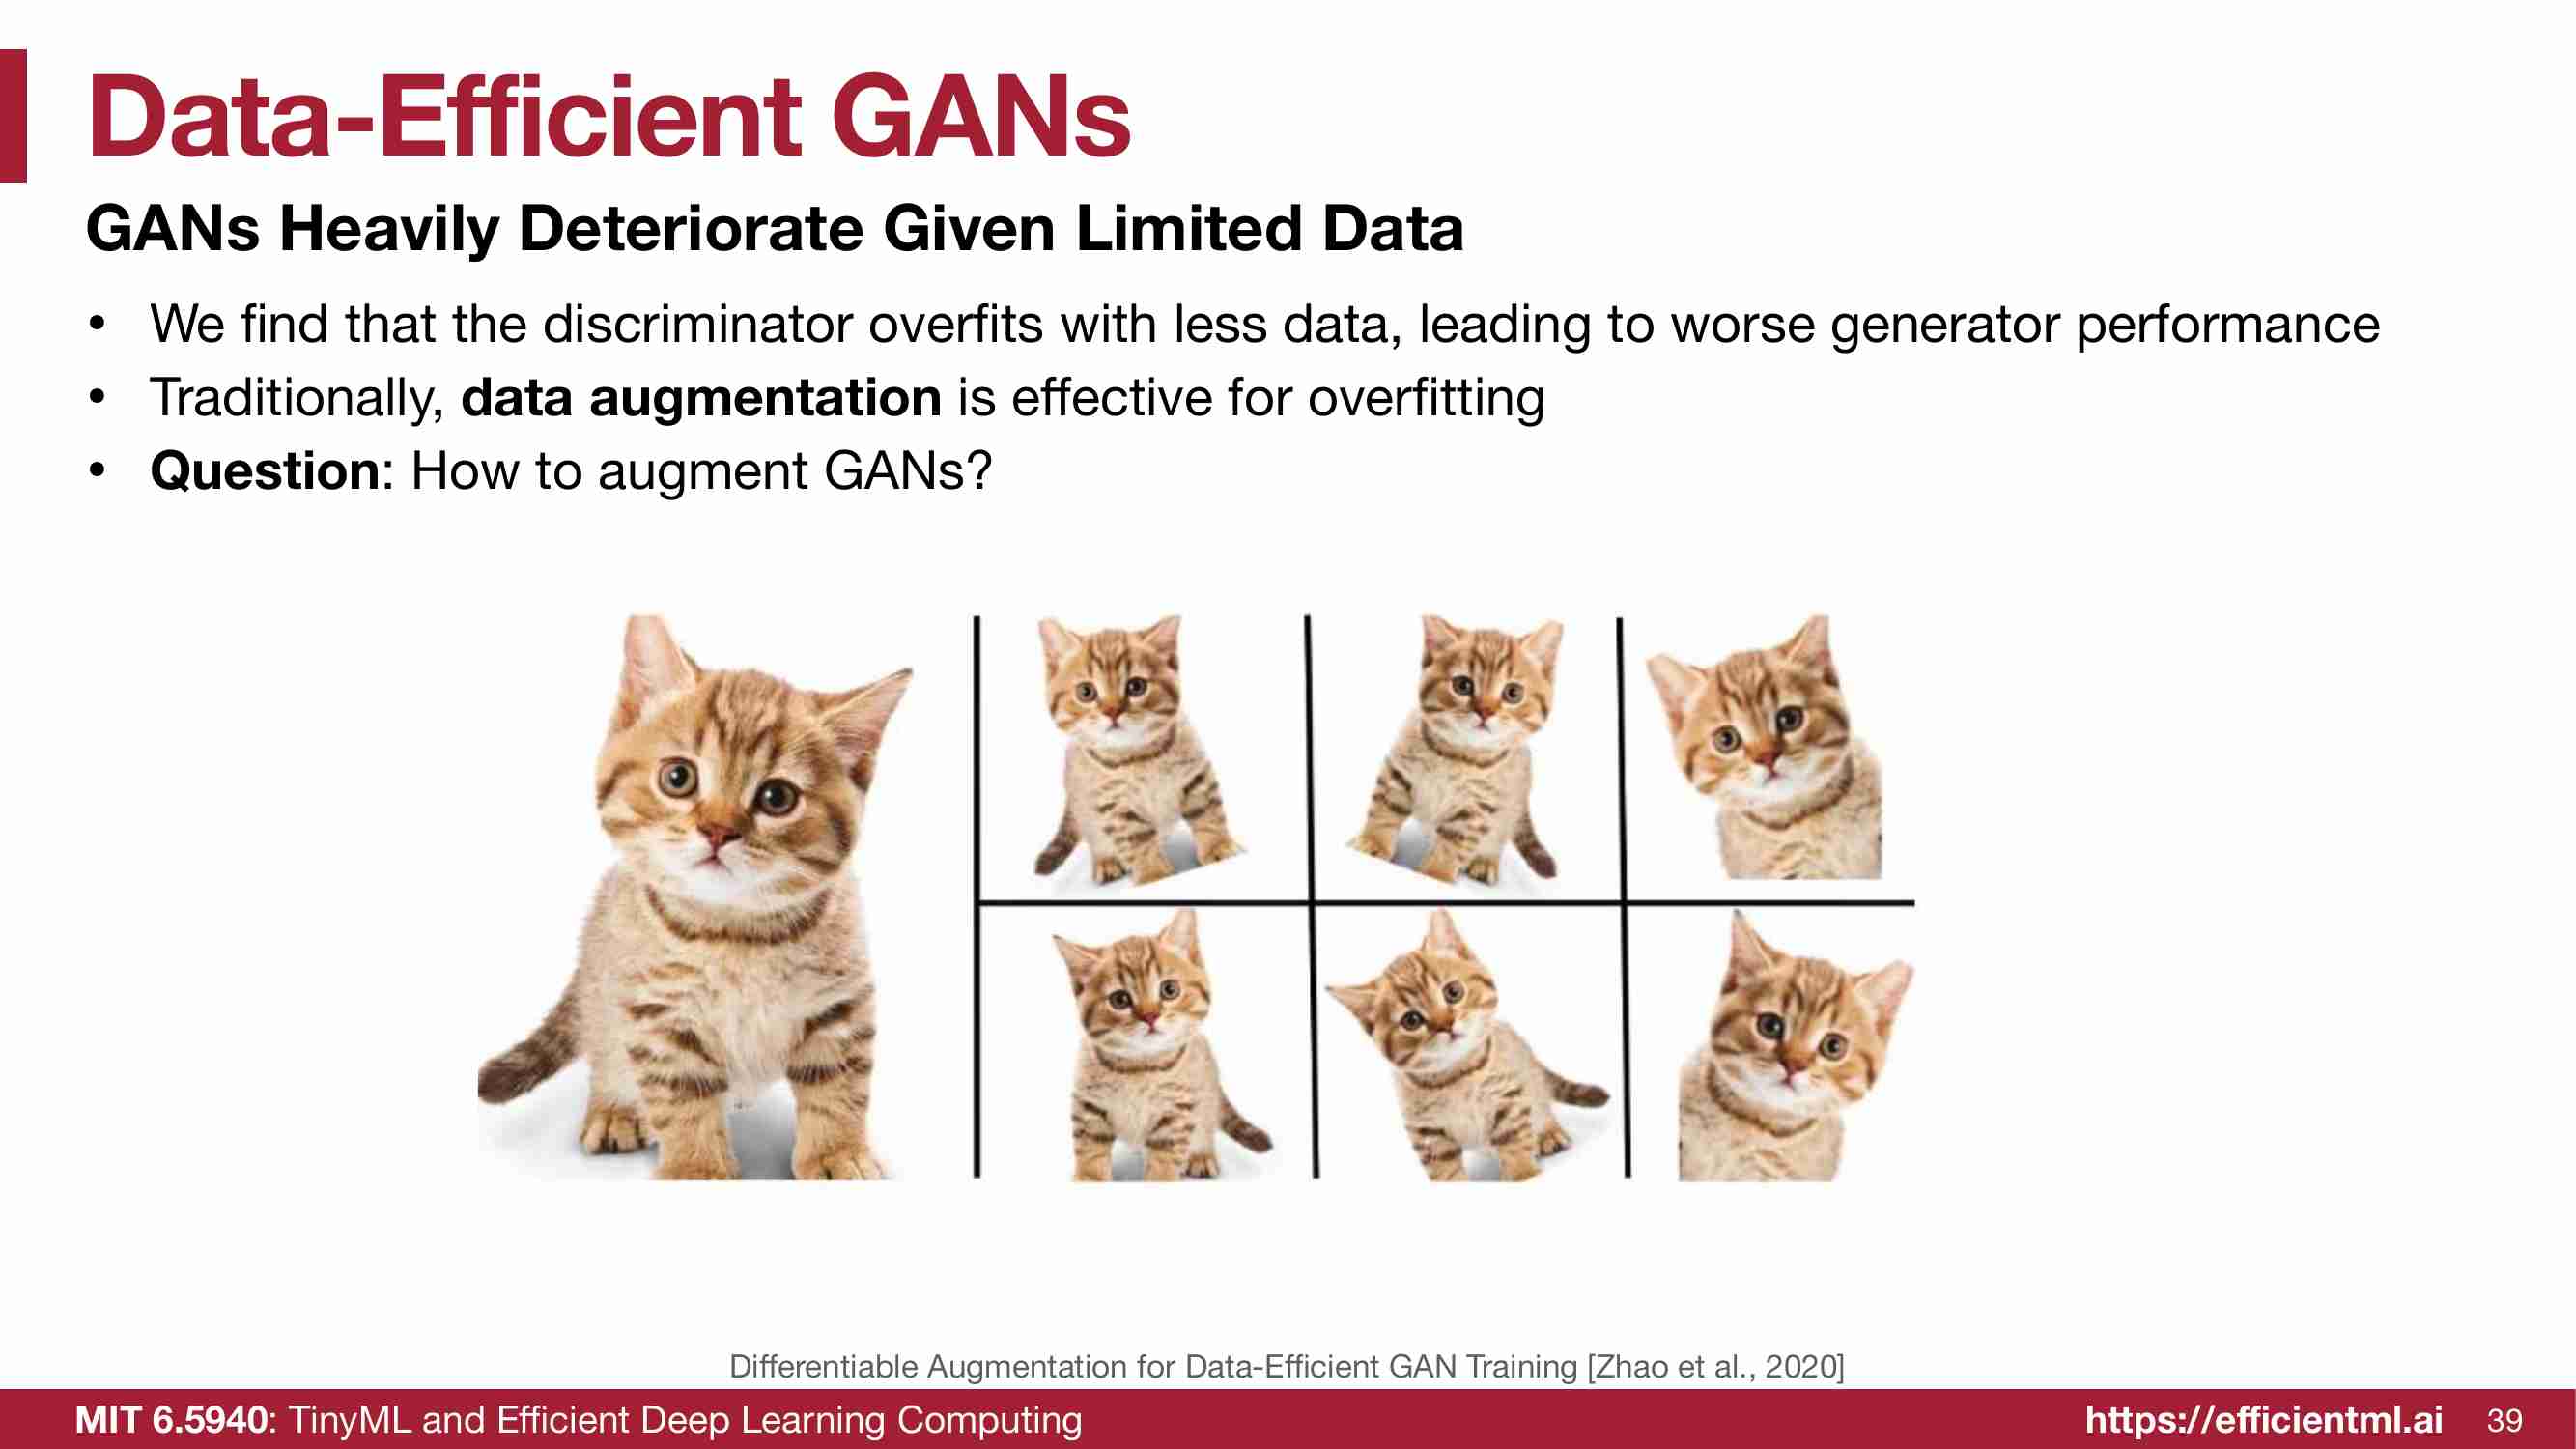 Data-Efficient GANs
GANs Heavily Deteriorate Given Limited Data
• We find that the discriminator overfits with less data, leading to worse generator performance
• Traditionally, data augmentation is effective for overfitting
• Question: How to augment GANs?
Differentiable Augmentation for Data-Efficient GAN Training [Zhao et al., 2020]
MIT 6.5940: TinyML and Efficient Deep Learning Computing
https://efficientml.ai 39